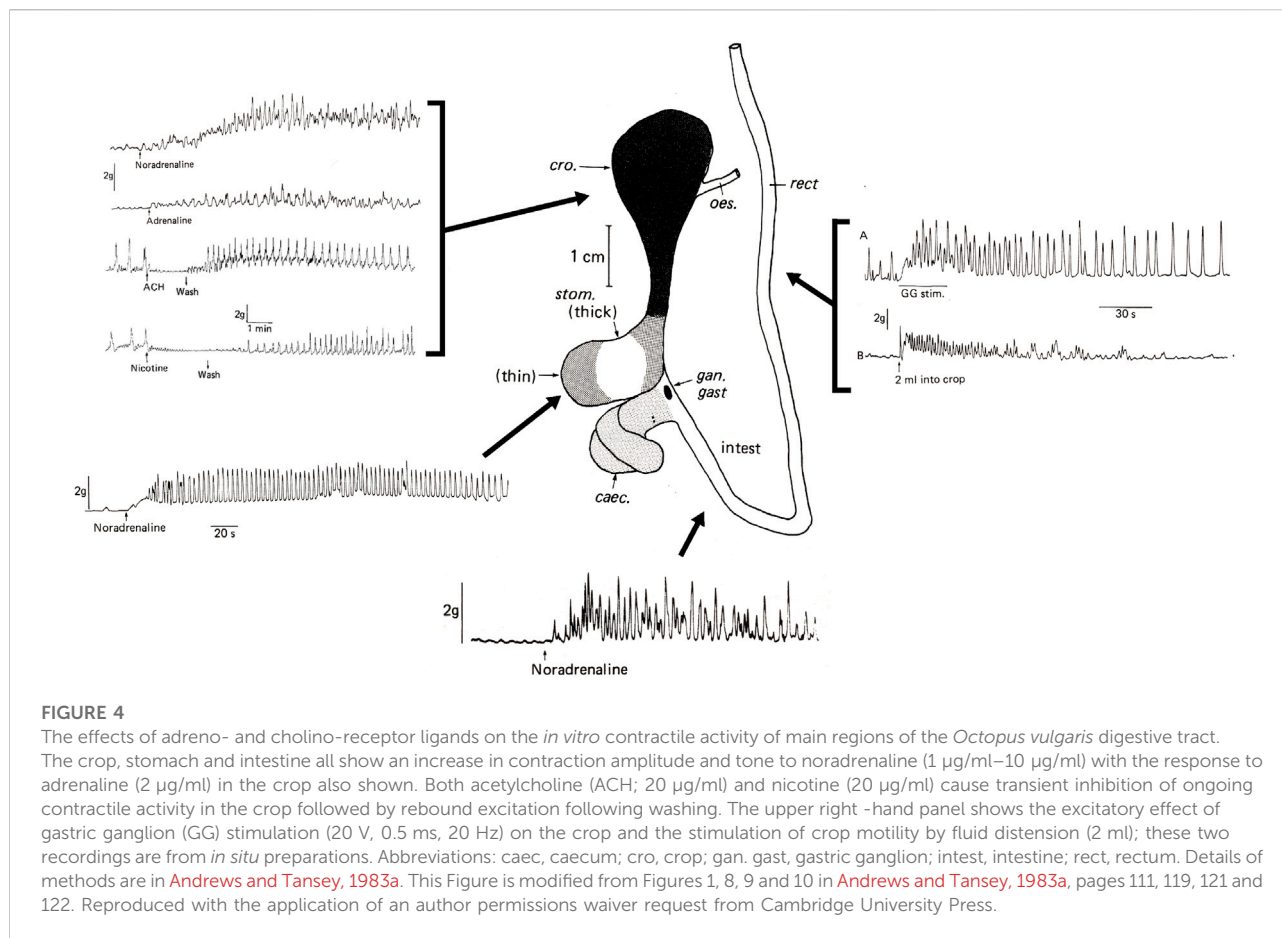 Noradrenaline
2g
Adrenaline
ACH
Wash
2g
1 min
Nicotine
Wash
2g
Noradrenaline
20 s
cro.
oes.
rect
1 cm
stom.
(thick)
(thin)
gan.
gast
intest
caec.
2g
Noradrenaline
A
GG stim.
30 s
2g
B
2 ml into crop
FIGURE 4
The effects of adreno- and cholino-receptor ligands on the in vitro contractile activity of main regions of the Octopus vulgaris digestive tract.
The crop, stomach and intestine all show an increase in contraction amplitude and tone to noradrenaline (1 µg/ml–10 µg/ml) with the response to
adrenaline (2 µg/ml) in the crop also shown. Both acetylcholine (ACH; 20 µg/ml) and nicotine (20 µg/ml) cause transient inhibition of ongoing
contractile activity in the crop followed by rebound excitation following washing. The upper right -hand panel shows the excitatory effect of
gastric ganglion (GG) stimulation (20 V, 0.5 ms, 20 Hz) on the crop and the stimulation of crop motility by fluid distension (2 ml); these two
recordings are from in situ preparations. Abbreviations: caec, caecum; cro, crop; gan. gast, gastric ganglion; intest, intestine; rect, rectum. Details of
methods are in Andrews and Tansey, 1983a. This Figure is modified from Figures 1, 8, 9 and 10 in Andrews and Tansey, 1983a, pages 111, 119, 121 and
122. Reproduced with the application of an author permissions waiver request from Cambridge University Press.